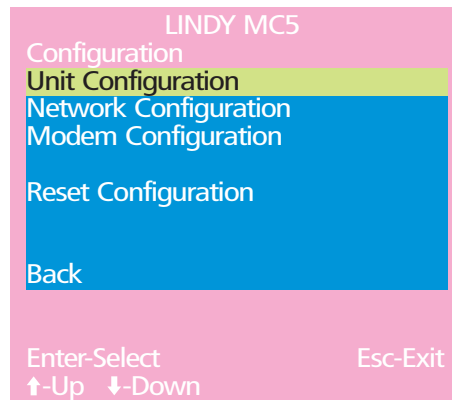 LINDY MC5
Configuration
Unit Configuration
Network Configuration
Modem Configuration
Reset Configuration
Back
Enter-Select Esc-Exit
⬆-Up ⬇-Down